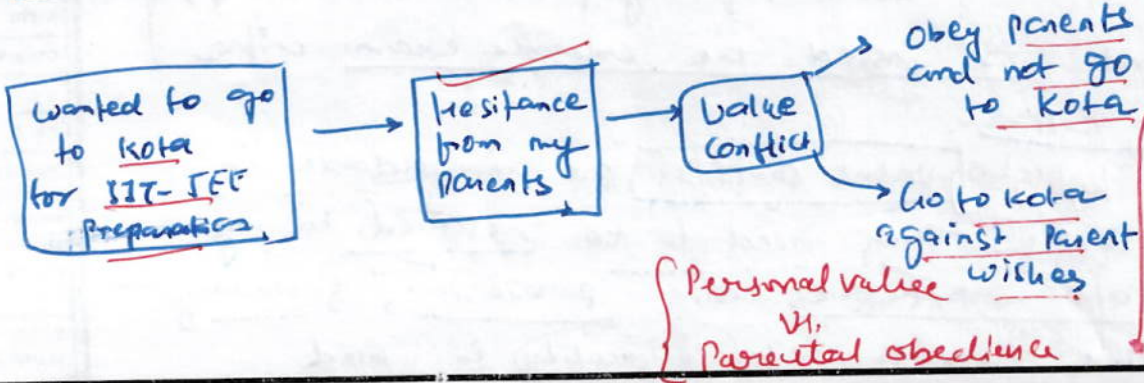 wanted to go
to Kota
for IIT-JEE
Preparation
Hesitance
from my
parents
value
conflict
obey parents
and not go
to Kota
Go to Kota
against Parent
wishes
Personal value
vs.
Parental obedience